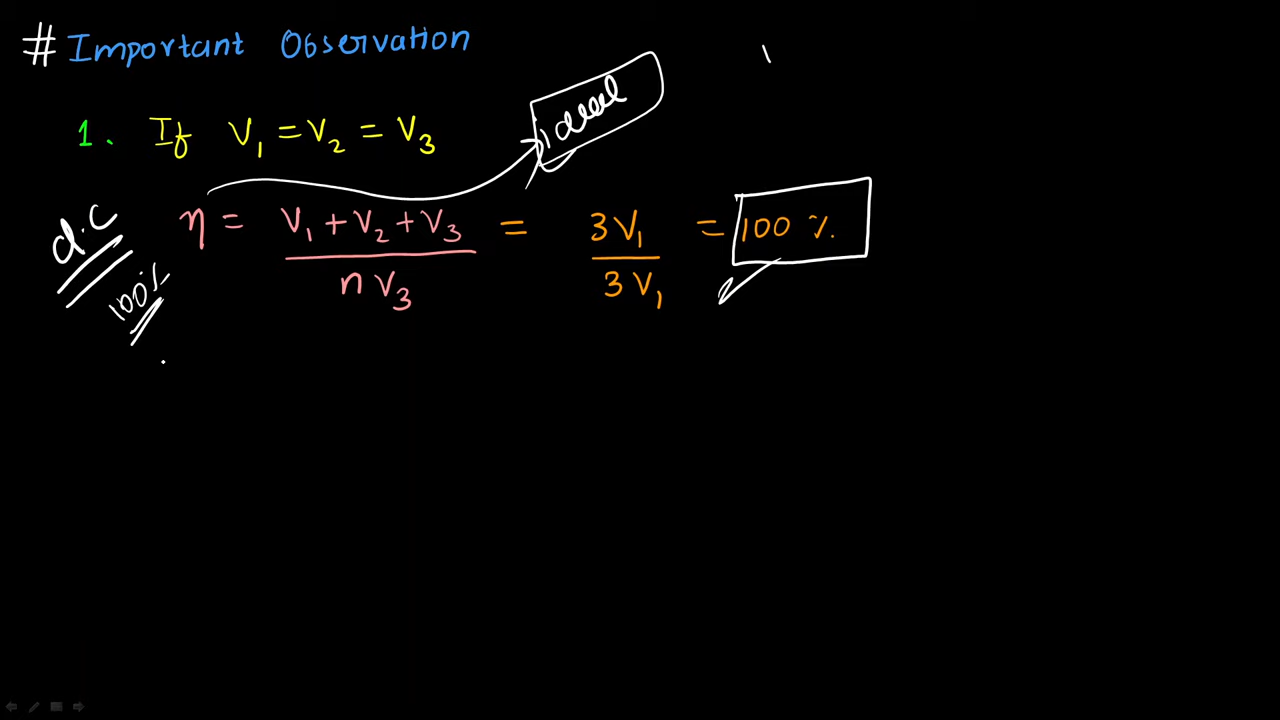 # Important Observation
1. If V₁ = V₂ = V₃
ideal
d.c
100%
η = (V₁ + V₂ + V₃) / (n V₃) = 3V₁ / 3V₁ = 100 %.